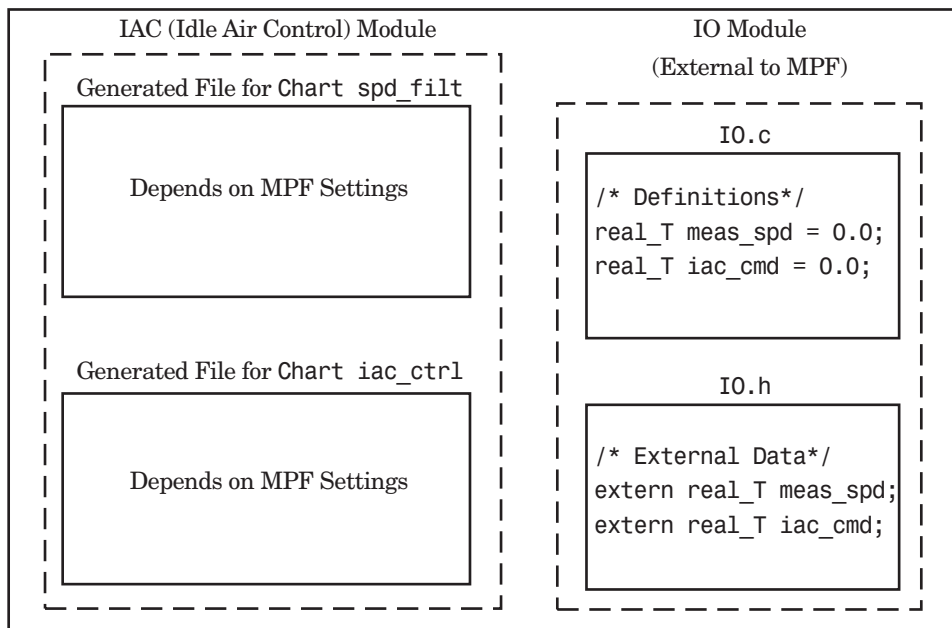 IAC (Idle Air Control) Module
Generated File for Chart spd_filt
Depends on MPF Settings
Generated File for Chart iac_ctrl
Depends on MPF Settings
IO Module
(External to MPF)
IO.c
/* Definitions*/
real_T meas_spd = 0.0;
real_T iac_cmd = 0.0;
IO.h
/* External Data*/
extern real_T meas_spd;
extern real_T iac_cmd;